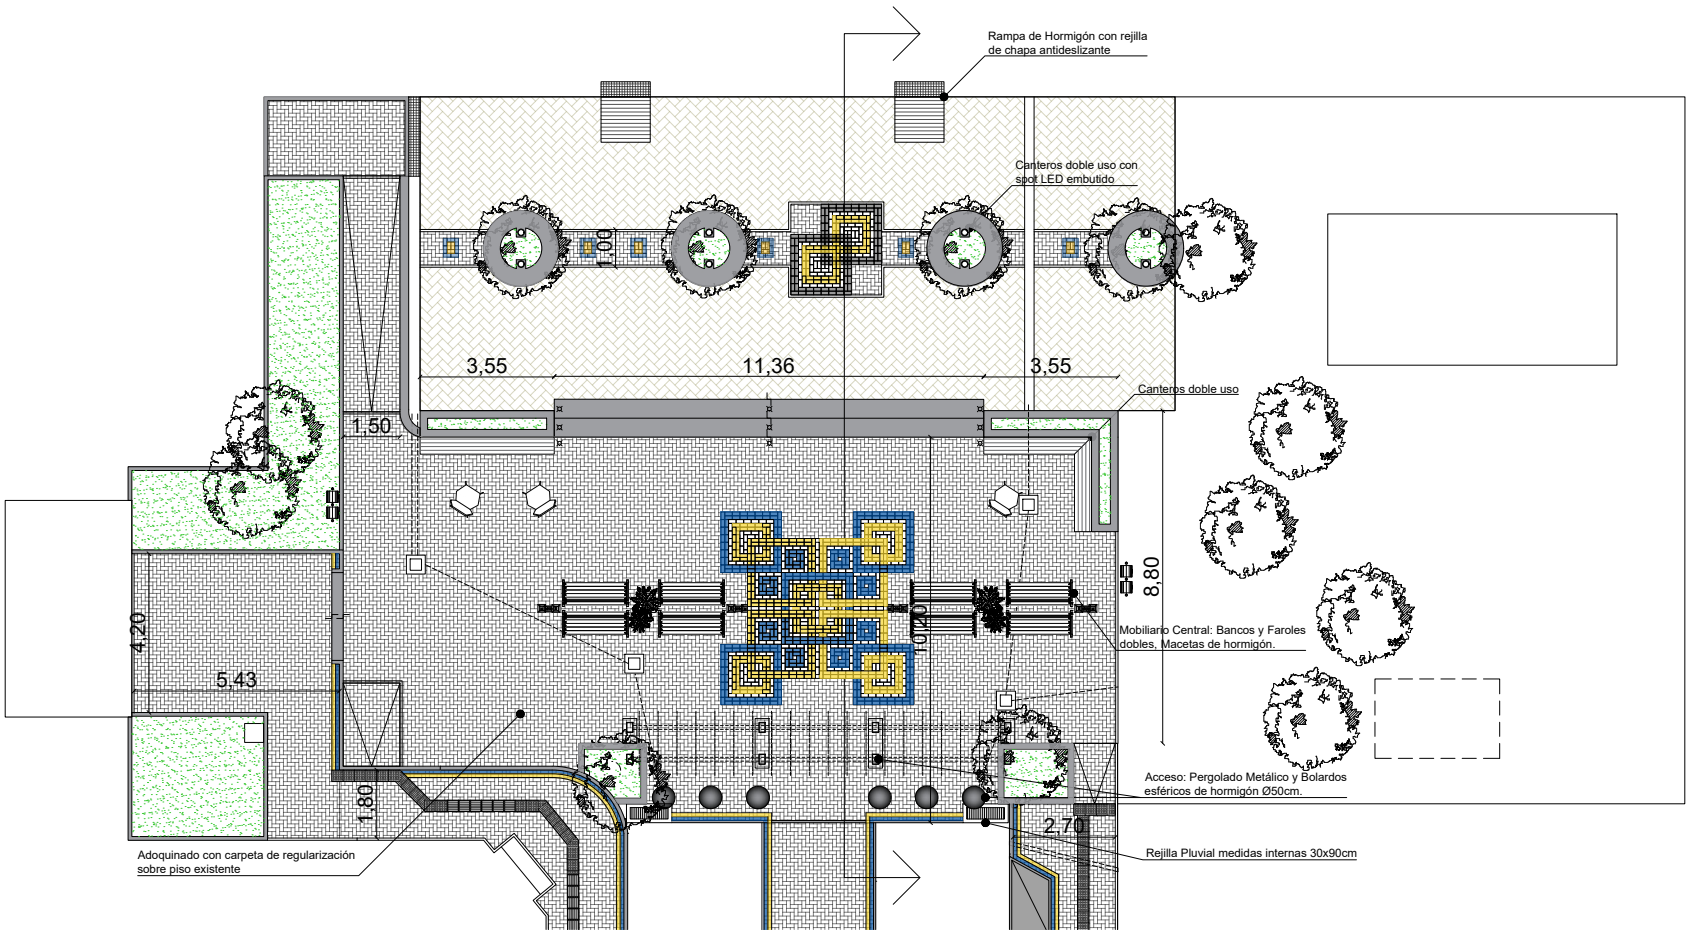 Rampa de Hormigón con rejilla
de chapa antideslizante
Canteros doble uso con
spot LED embutido
1,00
3,55
11,36
3,55
Canteros doble uso
1,50
8,80
10,20
4,20
5,43
Mobiliario Central: Bancos y Faroles
dobles, Macetas de hormigón.
Acceso: Pergolado Metálico y Bolardos
esféricos de hormigón Ø50cm.
1,80
2,70
Rejilla Pluvial medidas internas 30x90cm
Adoquinado con carpeta de regularización
sobre piso existente